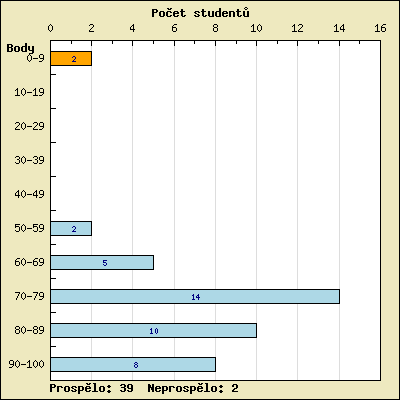 Počet studentů
0 2 4 6 8 10 12 14 16
Body
0-9 2
10-19
20-29
30-39
40-49
50-59 2
60-69 5
70-79 14
80-89 10
90-100 8
Prospělo: 39 Neprospělo: 2